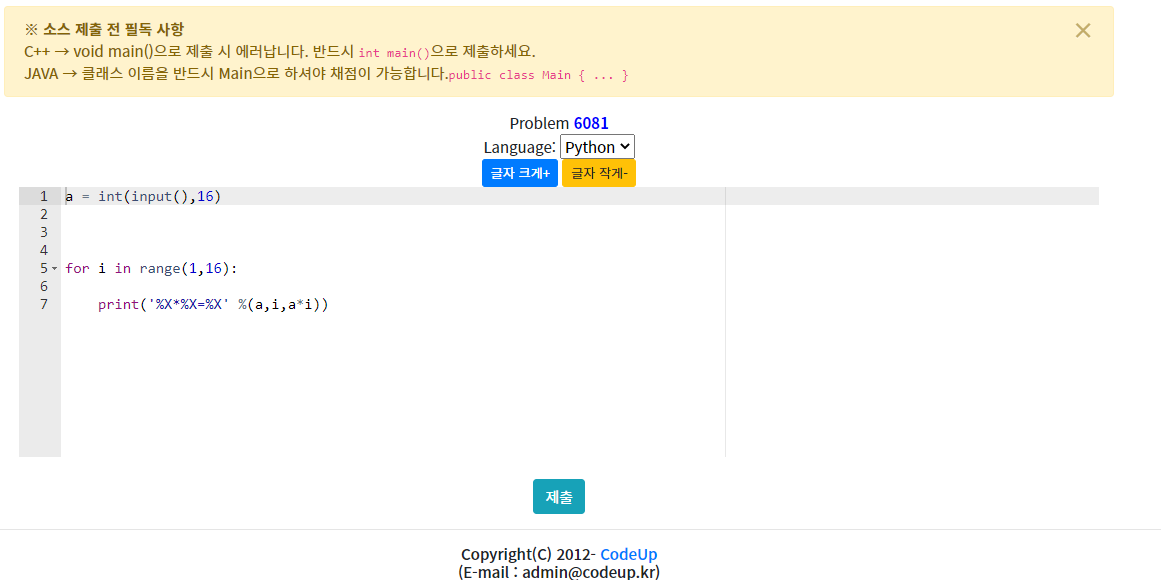 ※ 소스 제출 전 필독 사항
C++ → void main()으로 제출 시 에러납니다. 반드시 int main()으로 제출하세요.
JAVA → 클래스 이름을 반드시 Main으로 하셔야 채점이 가능합니다.public class Main { ... }
×
Problem 6081
Language: Python
글자 크게+ 글자 작게-
1 a = int(input(),16)
2
3
4
5 for i in range(1,16):
6
7     print('%X*%X=%X' %(a,i,a*i))
제출
Copyright(C) 2012- CodeUp
(E-mail : admin@codeup.kr)